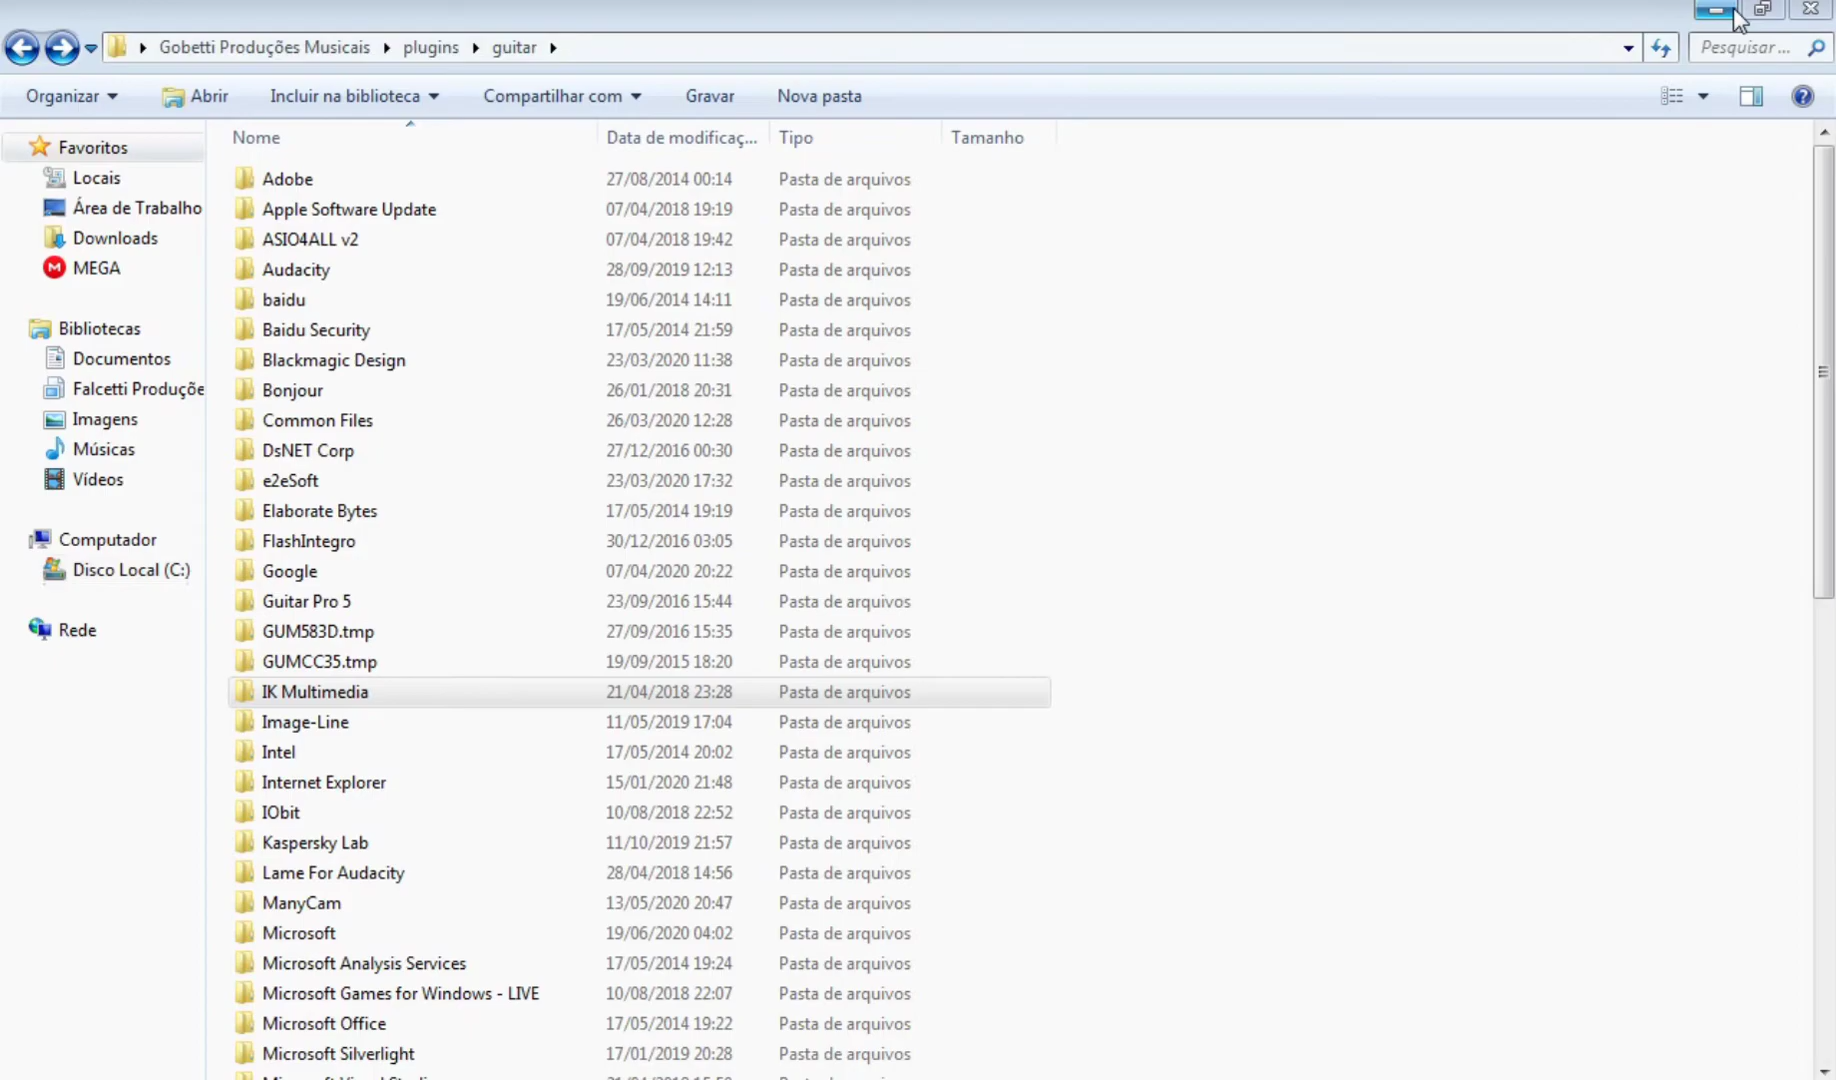 Gobetti Produções Musicais plugins guitar Pesquisar ...
Organizar Abrir Incluir na biblioteca Compartilhar com Gravar Nova pasta
Favoritos
Locais
Área de Trabalho
Downloads
MEGA
Bibliotecas
Documentos
Falcetti Produçõe
Imagens
Músicas
Vídeos
Computador
Disco Local (C:)
Rede
Nome Data de modificaç... Tipo Tamanho
Adobe 27/08/2014 00:14 Pasta de arquivos
Apple Software Update 07/04/2018 19:19 Pasta de arquivos
ASIO4ALL v2 07/04/2018 19:42 Pasta de arquivos
Audacity 28/09/2019 12:13 Pasta de arquivos
baidu 19/06/2014 14:11 Pasta de arquivos
Baidu Security 17/05/2014 21:59 Pasta de arquivos
Blackmagic Design 23/03/2020 11:38 Pasta de arquivos
Bonjour 26/01/2018 20:31 Pasta de arquivos
Common Files 26/03/2020 12:28 Pasta de arquivos
DsNET Corp 27/12/2016 00:30 Pasta de arquivos
e2eSoft 23/03/2020 17:32 Pasta de arquivos
Elaborate Bytes 17/05/2014 19:19 Pasta de arquivos
FlashIntegro 30/12/2016 03:05 Pasta de arquivos
Google 07/04/2020 20:22 Pasta de arquivos
Guitar Pro 5 23/09/2016 15:44 Pasta de arquivos
GUM583D.tmp 27/09/2016 15:35 Pasta de arquivos
GUMCC35.tmp 19/09/2015 18:20 Pasta de arquivos
IK Multimedia 21/04/2018 23:28 Pasta de arquivos
Image-Line 11/05/2019 17:04 Pasta de arquivos
Intel 17/05/2014 20:02 Pasta de arquivos
Internet Explorer 15/01/2020 21:48 Pasta de arquivos
IObit 10/08/2018 22:52 Pasta de arquivos
Kaspersky Lab 11/10/2019 21:57 Pasta de arquivos
Lame For Audacity 28/04/2018 14:56 Pasta de arquivos
ManyCam 13/05/2020 20:47 Pasta de arquivos
Microsoft 19/06/2020 04:02 Pasta de arquivos
Microsoft Analysis Services 17/05/2014 19:24 Pasta de arquivos
Microsoft Games for Windows - LIVE 10/08/2018 22:07 Pasta de arquivos
Microsoft Office 17/05/2014 19:22 Pasta de arquivos
Microsoft Silverlight 17/01/2019 20:28 Pasta de arquivos